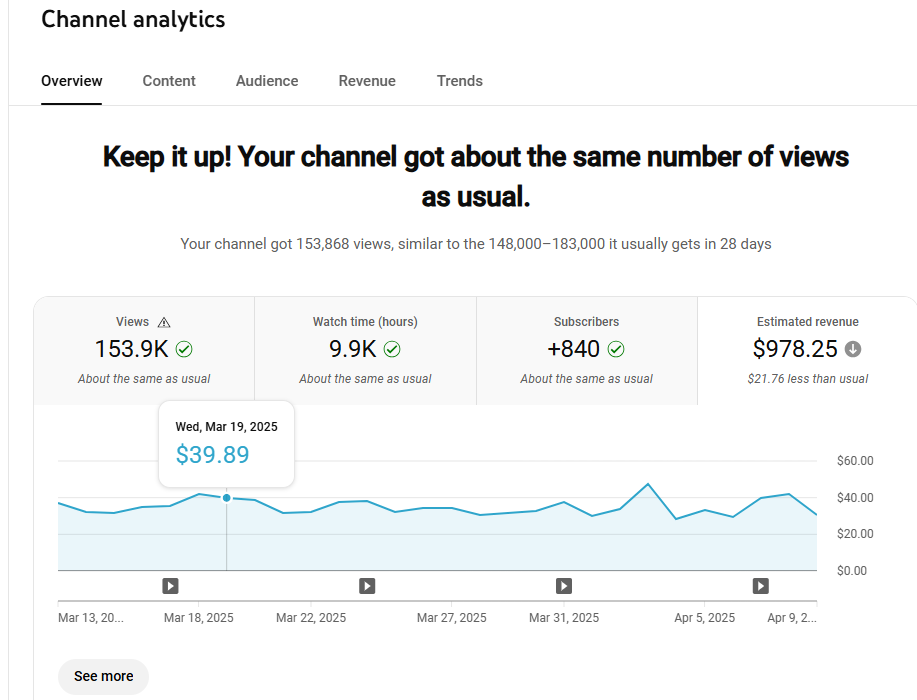 Channel analytics
Overview Content Audience Revenue Trends
Keep it up! Your channel got about the same number of views
as usual.
Your channel got 153,868 views, similar to the 148,000–183,000 it usually gets in 28 days
Views Watch time (hours) Subscribers Estimated revenue
153.9K 9.9K +840 $978.25
About the same as usual About the same as usual About the same as usual $21.76 less than usual
Wed, Mar 19, 2025
$39.89
$60.00
$40.00
$20.00
$0.00
Mar 13, 20... Mar 18, 2025 Mar 22, 2025 Mar 27, 2025 Mar 31, 2025 Apr 5, 2025 Apr 9, 2...
See more